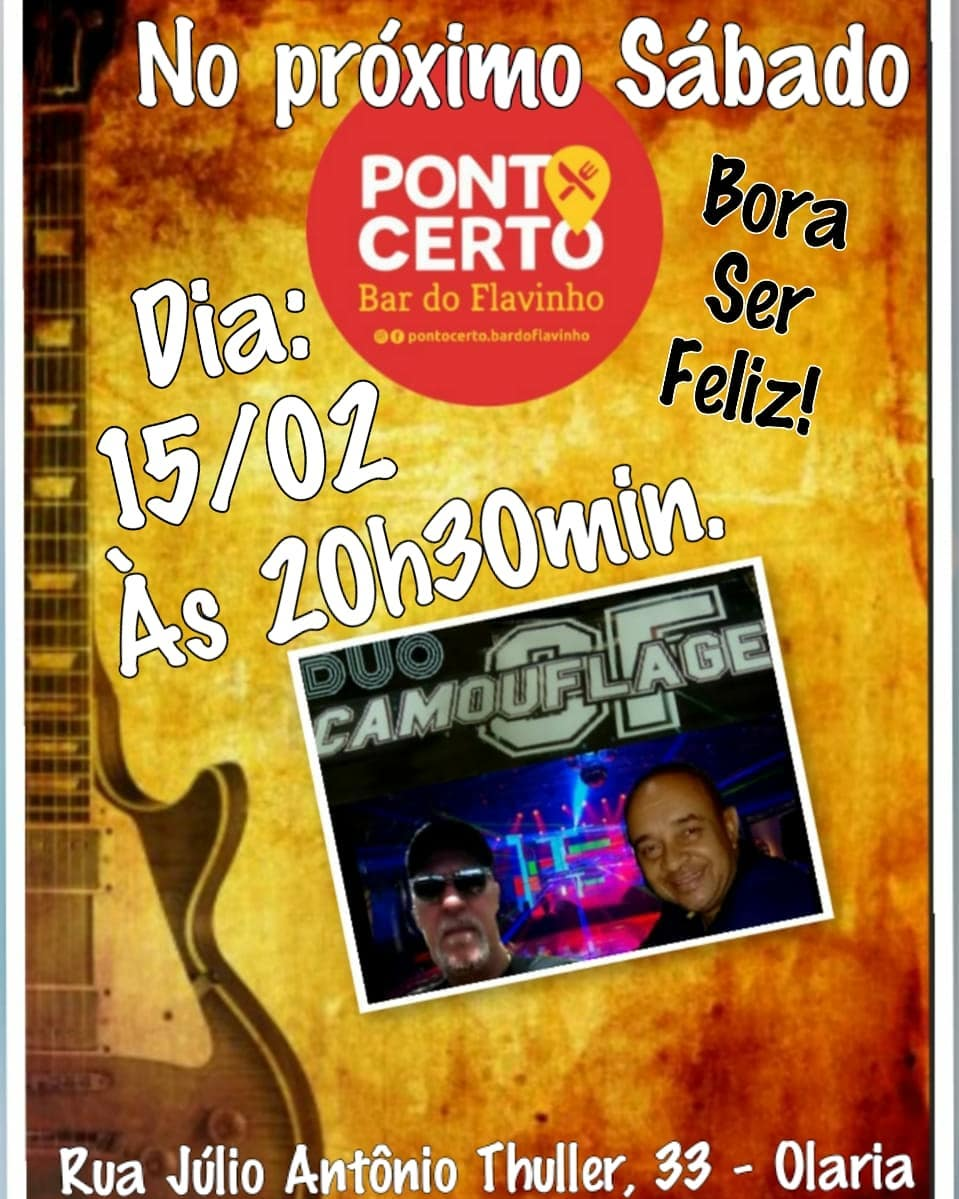 No próximo Sábado
PONTO
CERTO
Bar do Flavinho
pontocerto.bardoflavinho
Bora
Ser
Feliz!
Dia:
15/02
Às 20h30min.
DUO
CAMOUFLAGE
Rua Júlio Antônio Thuller, 33 - Olaria